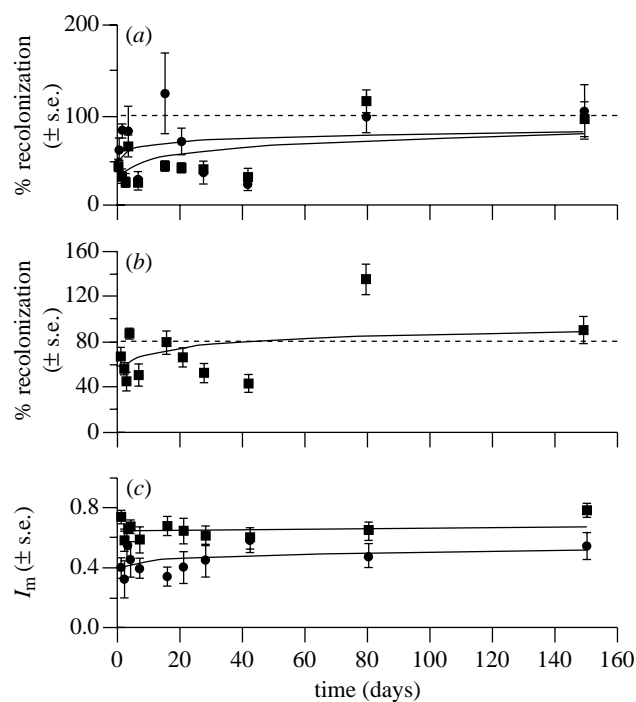 200
(a)
100
0
% recolonization
(± s.e.)
160
(b)
120
80
40
0
% recolonization
(± s.e.)
0.8
(c)
0.4
0.0
Im (± s.e.)
0 20 40 60 80 100 120 140 160
time (days)